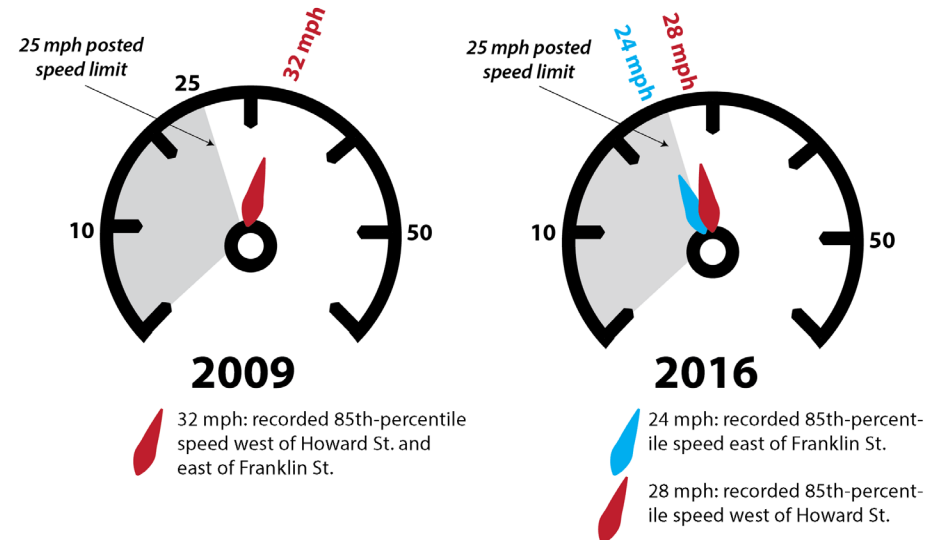 25 mph posted
speed limit
32 mph
25
10
50
2009
32 mph: recorded 85th-percentile
speed west of Howard St. and
east of Franklin St.
25 mph posted
speed limit
24 mph
28 mph
10
50
2016
24 mph: recorded 85th-percent-
ile speed east of Franklin St.
28 mph: recorded 85th-percent-
ile speed west of Howard St.